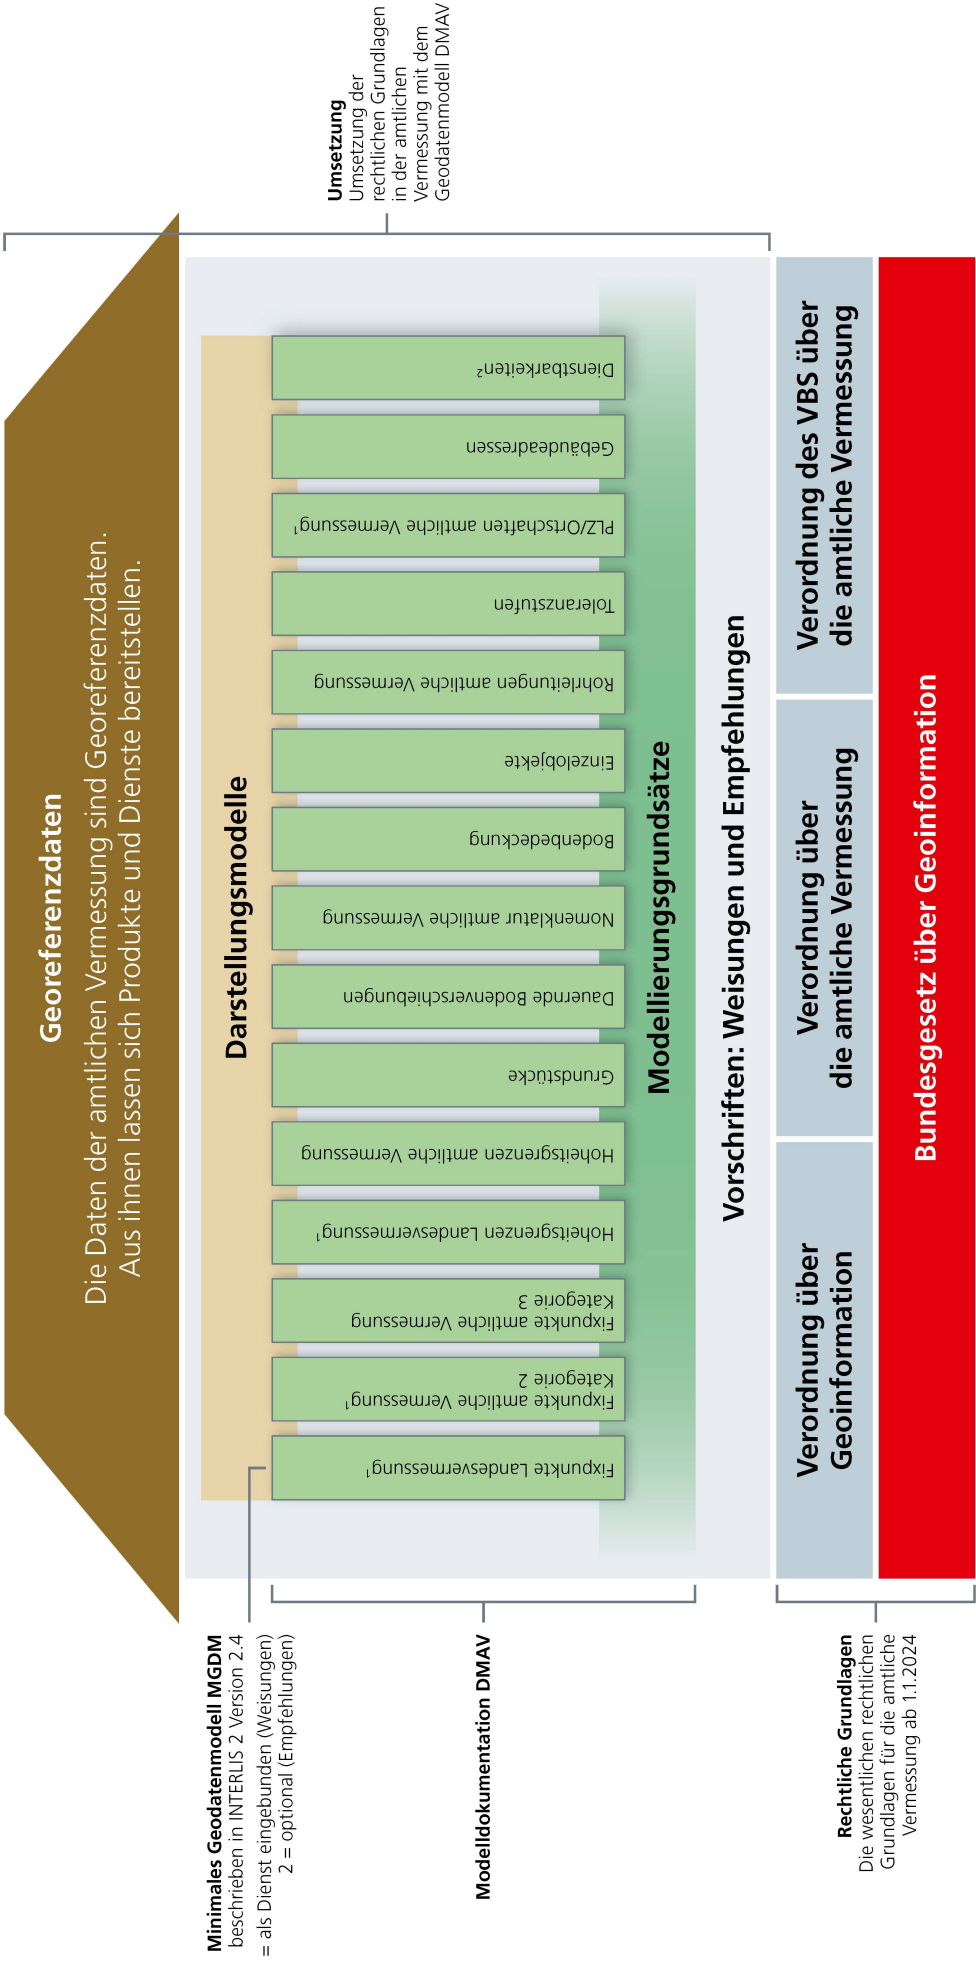 Georeferenzdaten
Die Daten der amtlichen Vermessung sind Georeferenzdaten.
Aus ihnen lassen sich Produkte und Dienste bereitstellen.
Minimales Geodatenmodell MGDM
beschrieben in INTERLIS 2 Version 2.4
= als Dienst eingebunden (Weisungen)
2 = optional (Empfehlungen)
Darstellungsmodelle
Fixpunkte Landesvermessung¹
Fixpunkte amtliche Vermessung¹
Kategorie 2
Fixpunkte amtliche Vermessung
Kategorie 3
Hoheitsgrenzen Landesvermessung¹
Hoheitsgrenzen amtliche Vermessung
Grundstücke
Dauernde Bodenverschiebungen
Nomenklatur amtliche Vermessung
Bodenbedeckung
Einzelobjekte
Rohrleitungen amtliche Vermessung
Toleranzstufen
PLZ/Ortschaften amtliche Vermessung¹
Gebäudeadressen
Dienstbarkeiten²
Modelldokumentation DMAV
Umsetzung
Umsetzung der
rechtlichen Grundlagen
in der amtlichen
Vermessung mit dem
Geodatenmodell DMAV
Modellierungsgrundsätze
Vorschriften: Weisungen und Empfehlungen
Rechtliche Grundlagen
Die wesentlichen rechtlichen
Grundlagen für die amtliche
Vermessung ab 1.1.2024
Verordnung über
Geoinformation
Verordnung über
die amtliche Vermessung
Verordnung des VBS über
die amtliche Vermessung
Bundesgesetz über Geoinformation